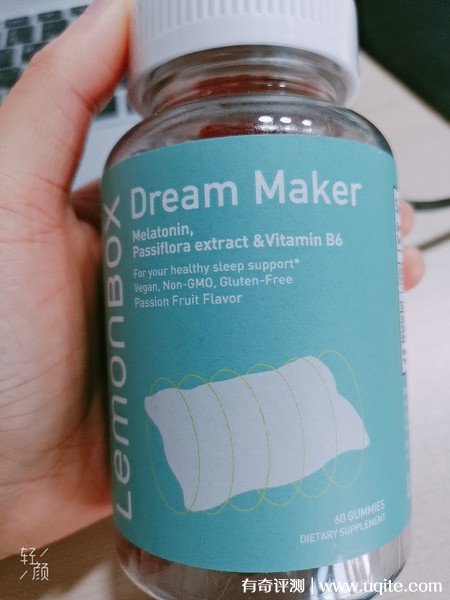 LemonBOX
Dream Maker
Melatonin,
Passiflora extract &Vitamin B6
For your healthy sleep support*
Vegan, Non-GMO, Gluten-Free
Passion Fruit Flavor
60 GUMMIES
DIETARY SUPPLEMENT
轻
颜
有奇评测 | www.uqite.com